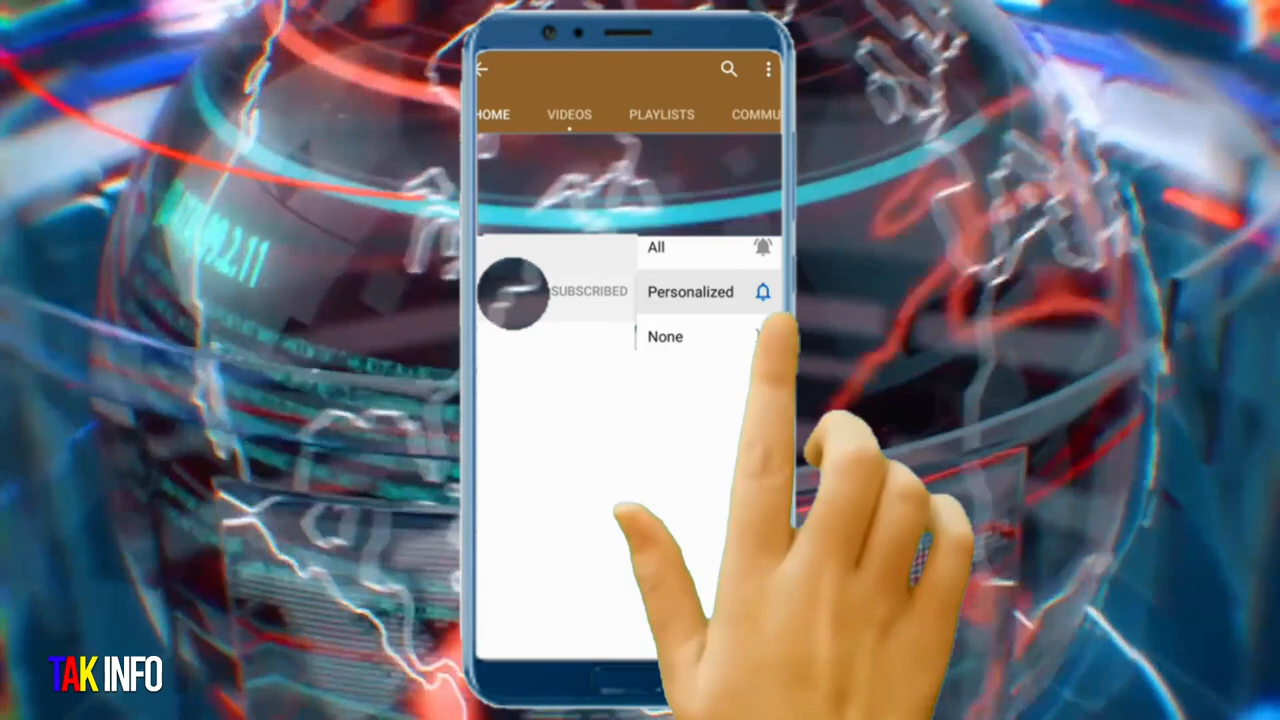 HOME VIDEOS PLAYLISTS COMMU
All
SUBSCRIBED
Personalized
None
TAK INFO